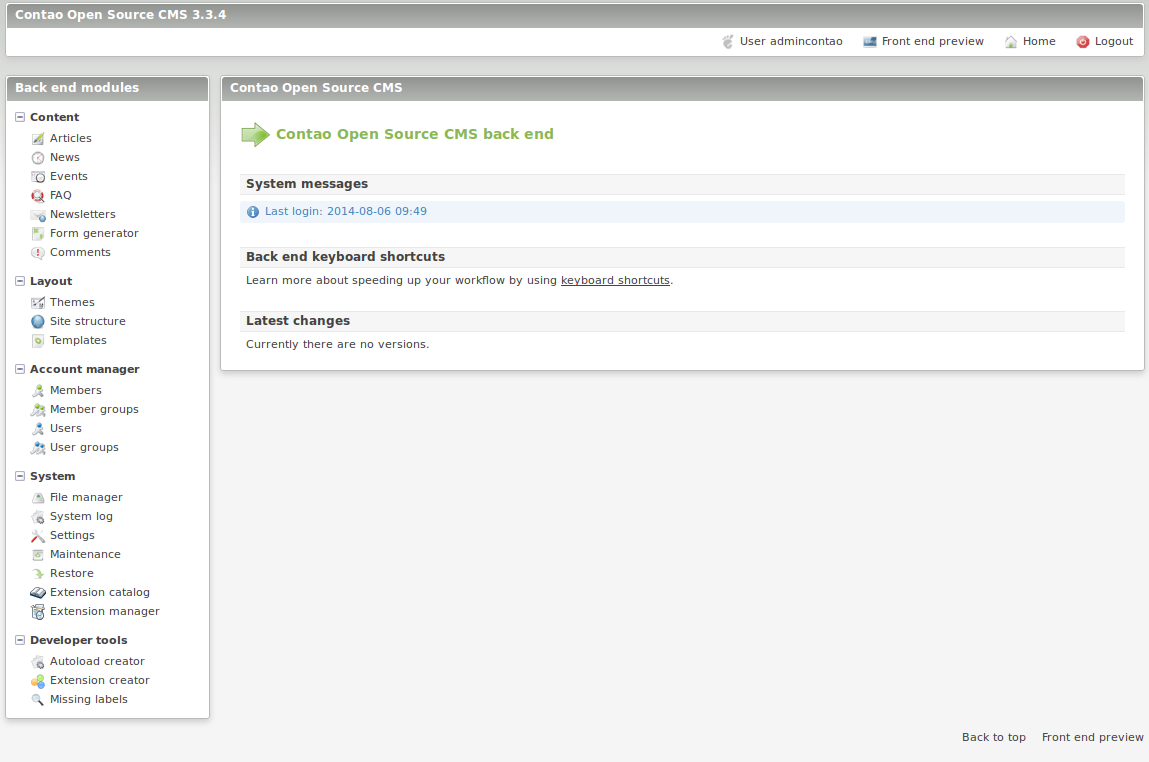 Contao Open Source CMS 3.3.4
User admincontao Front end preview Home Logout
Back end modules
Content
Articles
News
Events
FAQ
Newsletters
Form generator
Comments
Layout
Themes
Site structure
Templates
Account manager
Members
Member groups
Users
User groups
System
File manager
System log
Settings
Maintenance
Restore
Extension catalog
Extension manager
Developer tools
Autoload creator
Extension creator
Missing labels
Contao Open Source CMS
Contao Open Source CMS back end
System messages
Last login: 2014-08-06 09:49
Back end keyboard shortcuts
Learn more about speeding up your workflow by using keyboard shortcuts.
Latest changes
Currently there are no versions.
Back to top Front end preview